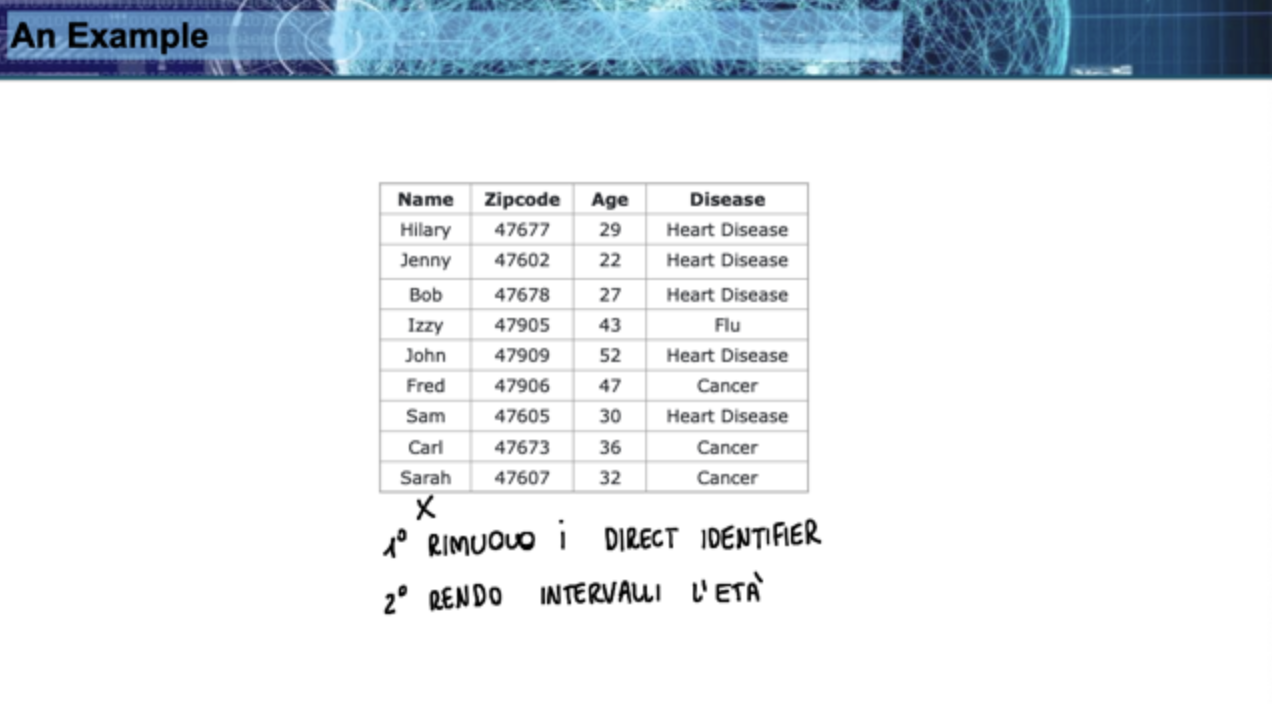 An Example
Name Zipcode Age Disease
Hilary 47677 29 Heart Disease
Jenny 47602 22 Heart Disease
Bob 47678 27 Heart Disease
Izzy 47905 43 Flu
John 47909 52 Heart Disease
Fred 47906 47 Cancer
Sam 47605 30 Heart Disease
Carl 47673 36 Cancer
Sarah 47607 32 Cancer
X
1° RIMUOVO i DIRECT IDENTIFIER
2° RENDO INTERVALLI L'ETÀ